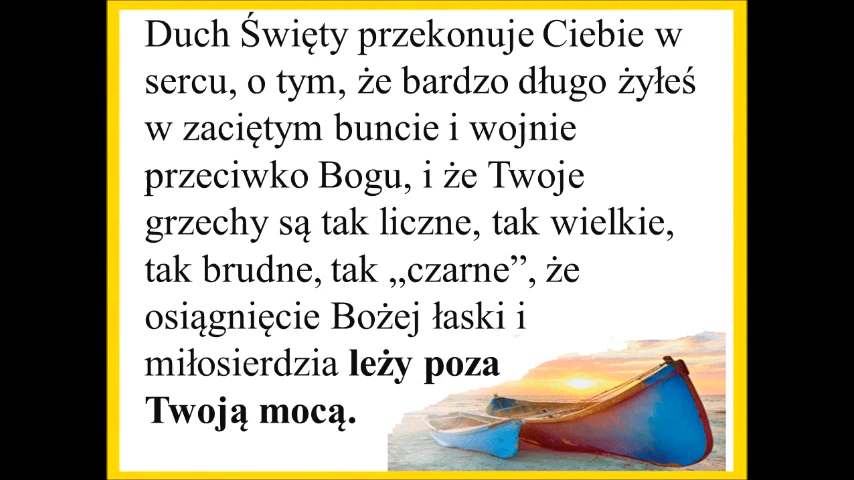 Duch Święty przekonuje Ciebie w
sercu, o tym, że bardzo długo żyłeś
w zaciętym buncie i wojnie
przeciwko Bogu, i że Twoje
grzechy są tak liczne, tak wielkie,
tak brudne, tak „czarne”, że
osiągnięcie Bożej łaski i
miłosierdzia leży poza
Twoją mocą.